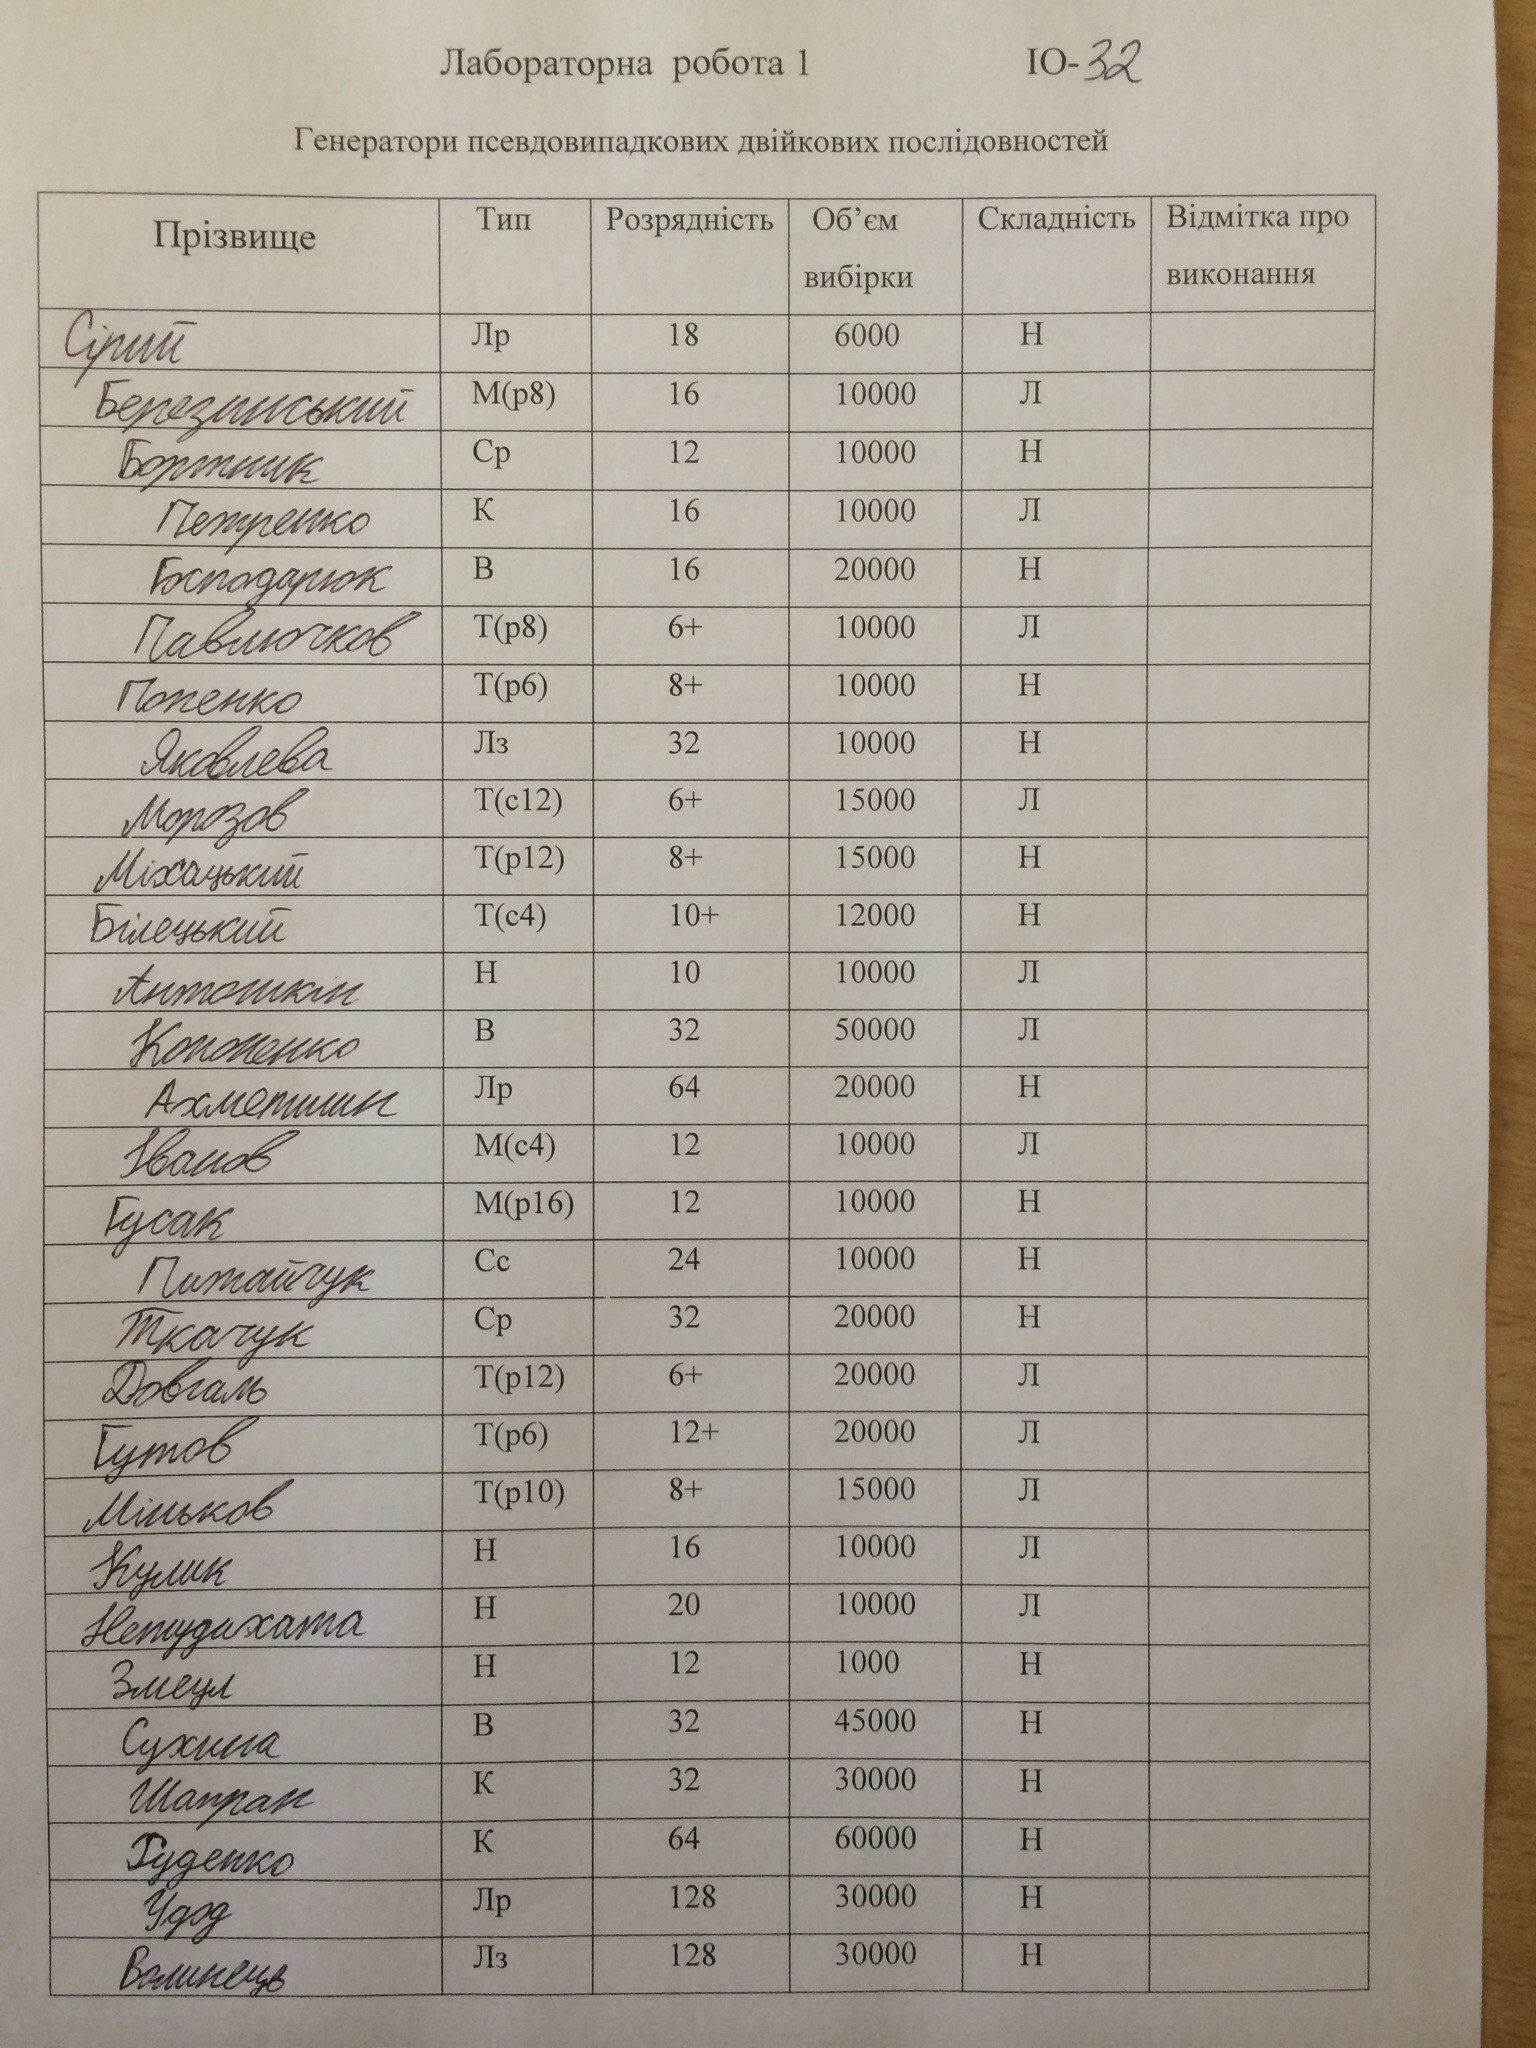 Лабораторна робота 1 ІО-32
Генератори псевдовипадкових двійкових послідовностей
Прізвище Тип Розрядність Об’єм вибірки Складність Відмітка про виконання
Сірий Лр 18 6000 Н
Березинський М(р8) 16 10000 Л
Бортник Ср 12 10000 Н
Петренко К 16 10000 Л
Господарюк В 16 20000 Н
Павлючков Т(р8) 6+ 10000 Л
Попенко Т(р6) 8+ 10000 Н
Яковлева Лз 32 10000 Н
Морозов Т(с12) 6+ 15000 Л
Міхацький Т(р12) 8+ 15000 Н
Білецький Т(с4) 10+ 12000 Н
Антошкін Н 10 10000 Л
Кононенко В 32 50000 Л
Ахметшин Лр 64 20000 Н
Іванов М(с4) 12 10000 Л
Гусак М(р16) 12 10000 Н
Питайчук Сс 24 10000 Н
Ткачук Ср 32 20000 Н
Довгаль Т(р12) 6+ 20000 Л
Гутов Т(р6) 12+ 20000 Л
Міньков Т(р10) 8+ 15000 Л
Кулик Н 16 10000 Л
Непидихата Н 20 10000 Л
Змеул Н 12 1000 Н
Сухина В 32 45000 Н
Шапран К 32 30000 Н
Руденко К 64 60000 Н
Удод Лр 128 30000 Н
Волинець Лз 128 30000 Н